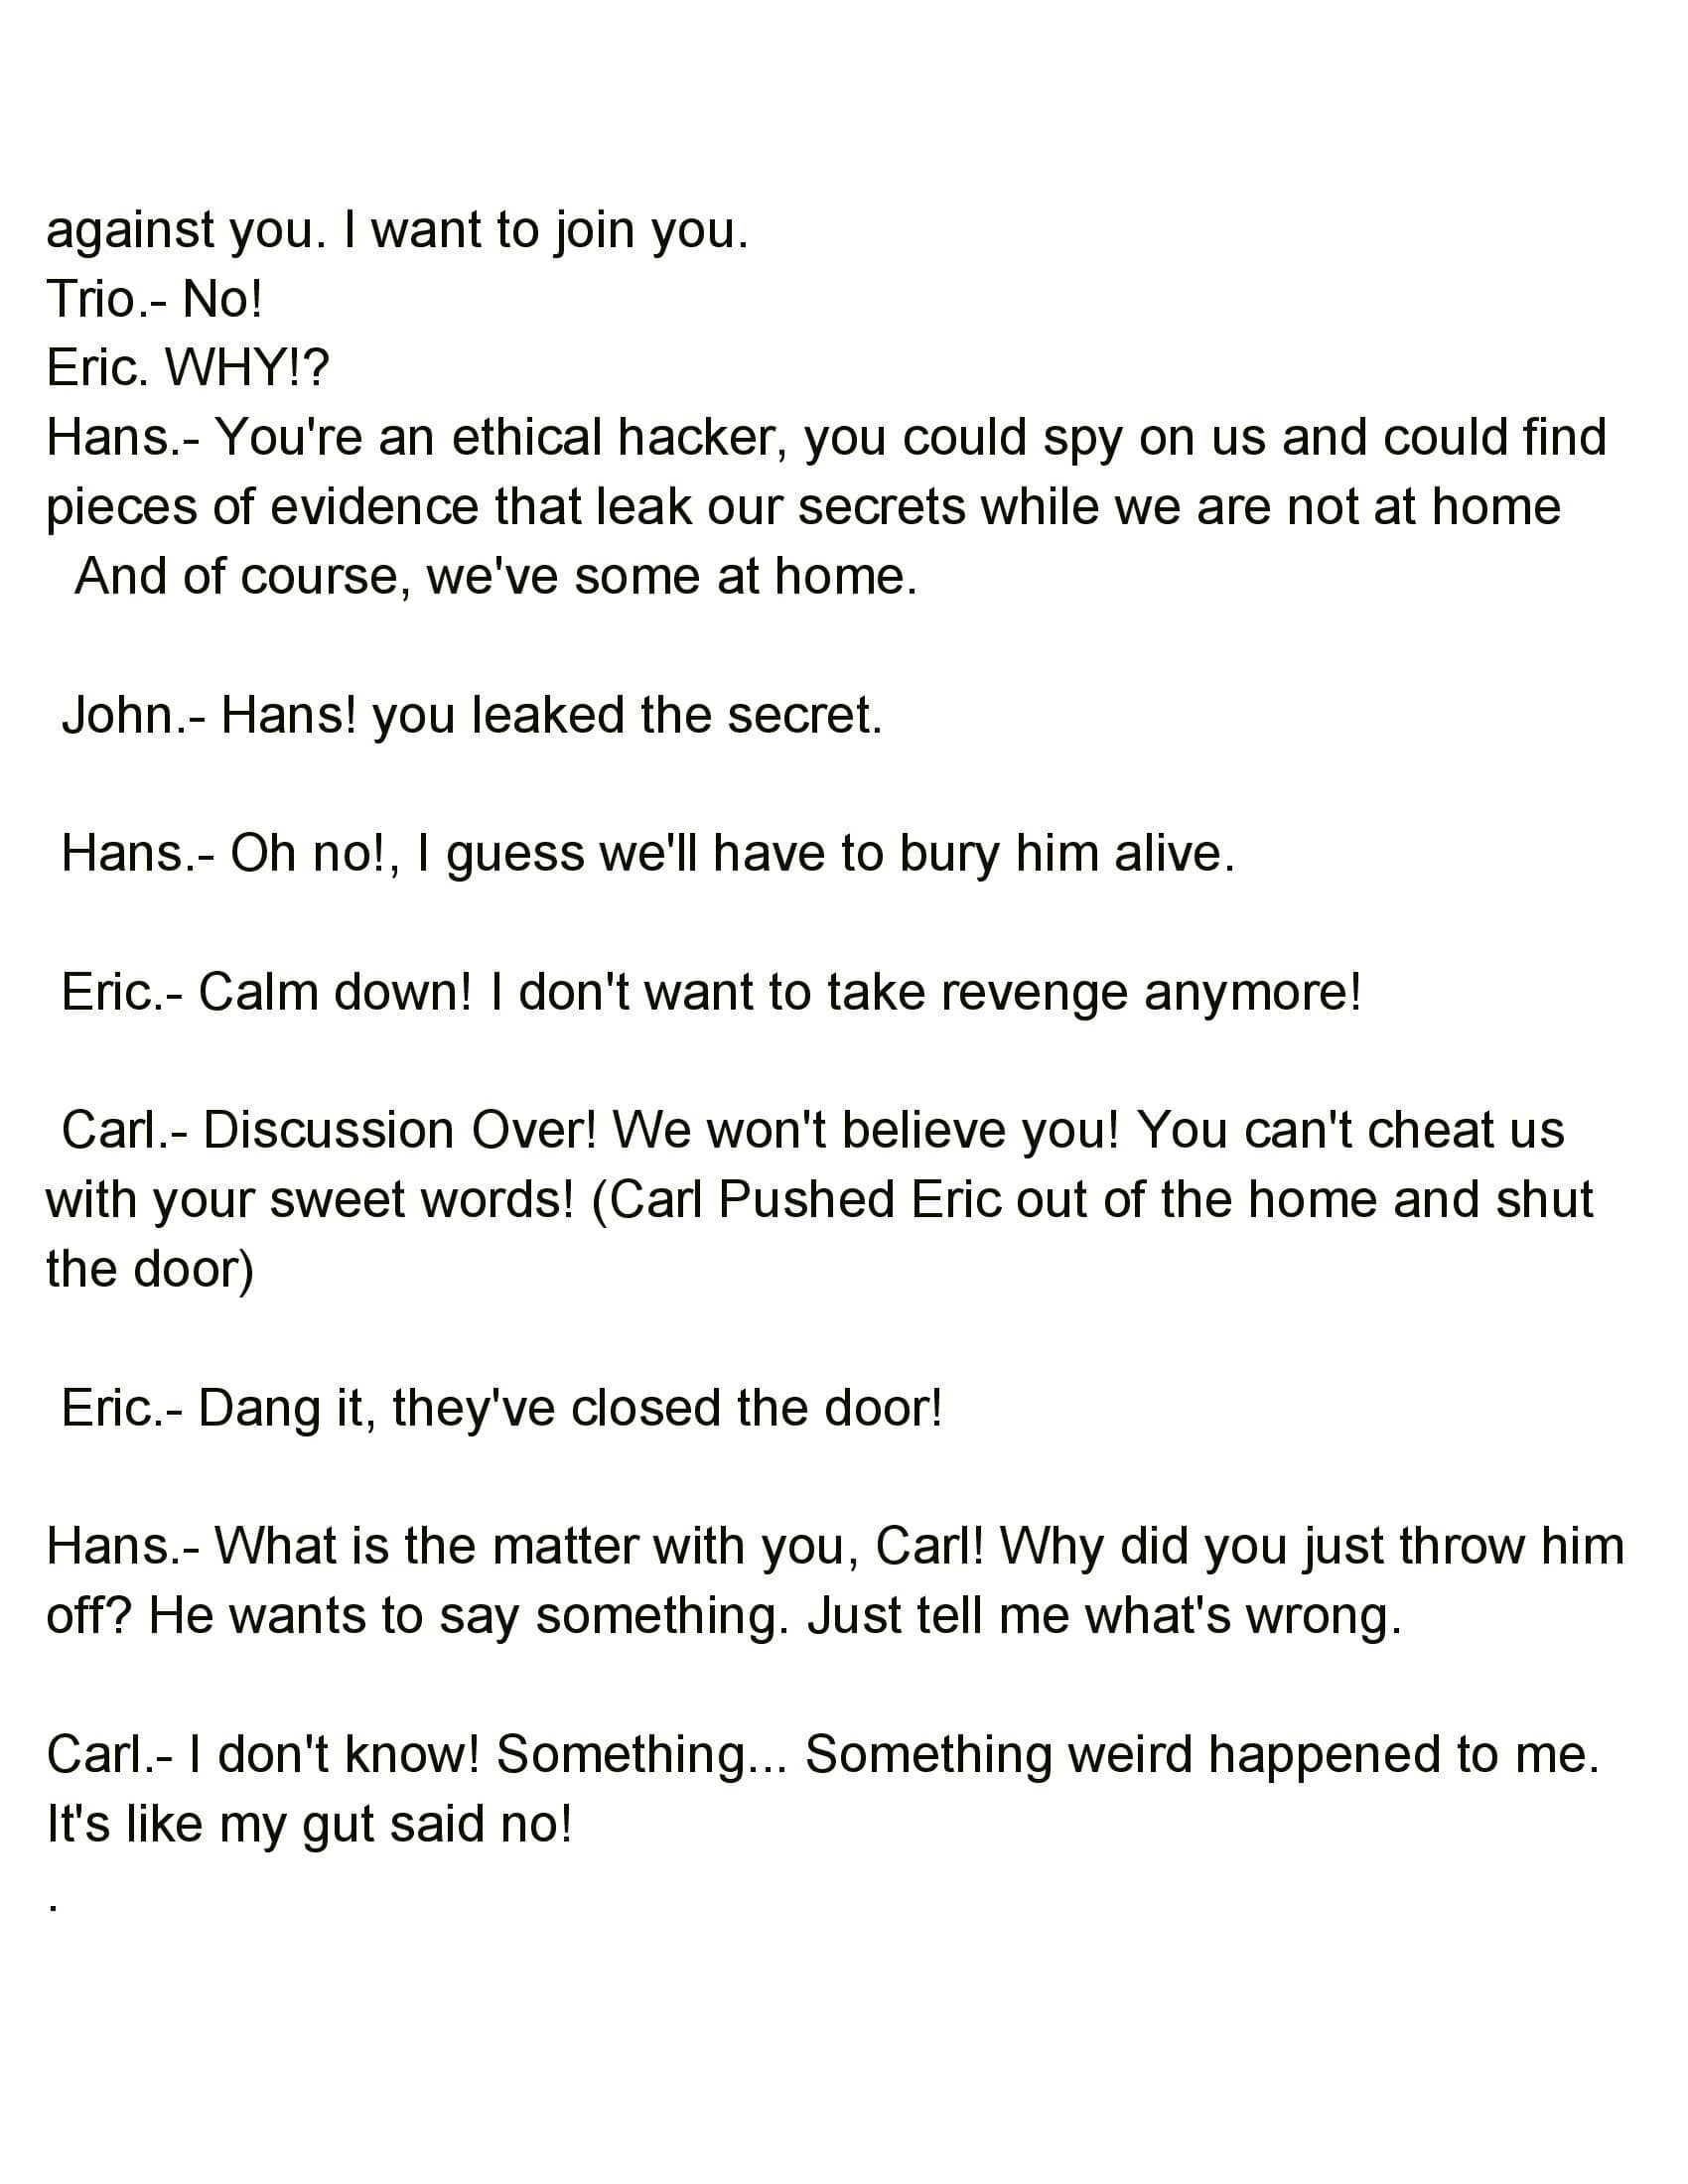 against you. I want to join you.
Trio.- No!
Eric. WHY!?
Hans.- You're an ethical hacker, you could spy on us and could find
pieces of evidence that leak our secrets while we are not at home
And of course, we've some at home.
John.- Hans! you leaked the secret.
Hans.- Oh no!, I guess we'll have to bury him alive.
Eric.- Calm down! I don't want to take revenge anymore!
Carl.- Discussion Over! We won't believe you! You can't cheat us
with your sweet words! (Carl Pushed Eric out of the home and shut
the door)
Eric.- Dang it, they've closed the door!
Hans.- What is the matter with you, Carl! Why did you just throw him
off? He wants to say something. Just tell me what's wrong.
Carl.- I don't know! Something... Something weird happened to me.
It's like my gut said no!
.